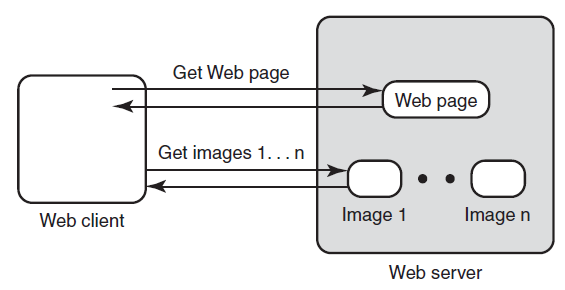 Get Web page
Web page
Get images 1. . . n
Web client
Image 1
Image n
Web server